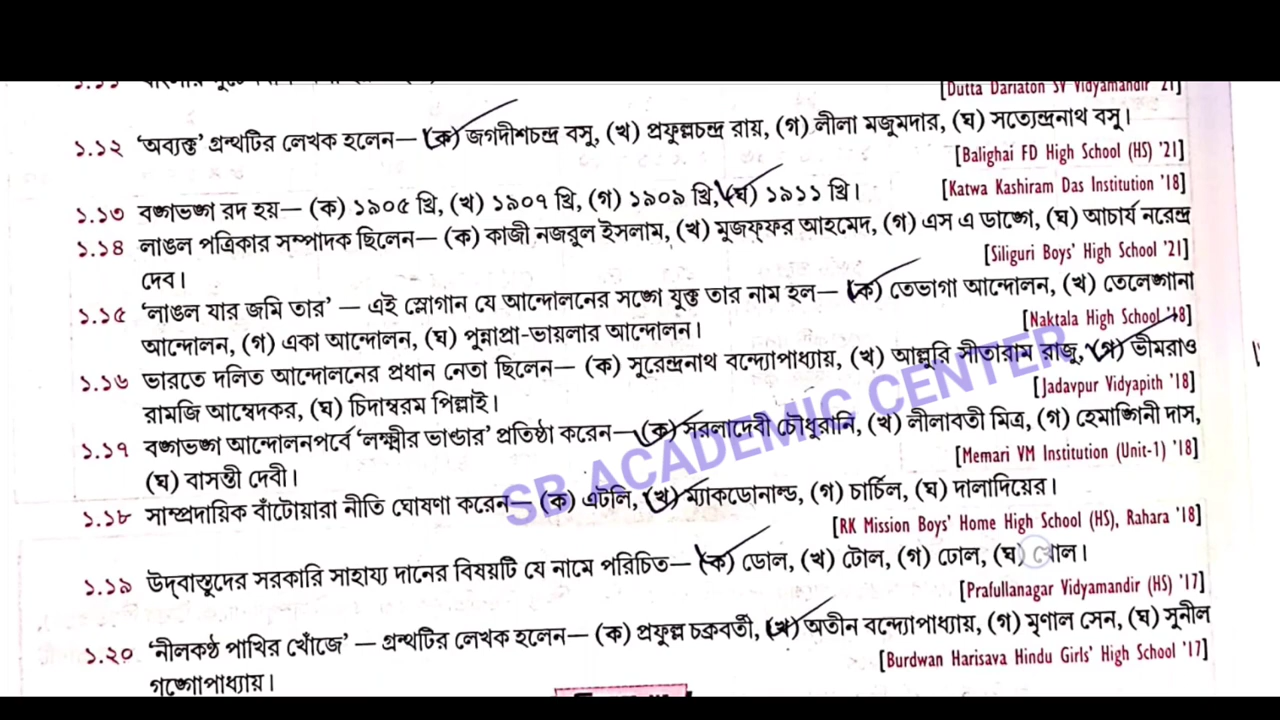 [Dutta Dariaton SV Vidyamandir '21]
১.১২ 'অব্যক্ত' গ্রন্থটির লেখক হলেন— (ক) জগদীশচন্দ্র বসু, (খ) প্রফুল্লচন্দ্র রায়, (গ) লীলা মজুমদার, (ঘ) সত্যেন্দ্রনাথ বসু।
[Balighai FD High School (HS) '21]
১.১৩ বঙ্গভঙ্গ রদ হয়— (ক) ১৯০৫ খ্রি, (খ) ১৯০৭ খ্রি, (গ) ১৯০৯ খ্রি, (ঘ) ১৯১১ খ্রি।
[Katwa Kashiram Das Institution '18]
১.১৪ লাঙল পত্রিকার সম্পাদক ছিলেন— (ক) কাজী নজরুল ইসলাম, (খ) মুজফ্ফর আহমেদ, (গ) এস এ ডাঙ্গে, (ঘ) আচার্য নরেন্দ্র
দেব।
[Siliguri Boys' High School '21]
১.১৫ 'লাঙল যার জমি তার' — এই স্লোগান যে আন্দোলনের সঙ্গে যুক্ত তার নাম হল— (ক) তেভাগা আন্দোলন, (খ) তেলেঙ্গানা
আন্দোলন, (গ) একা আন্দোলন, (ঘ) পুন্নাপ্রা-ভায়লার আন্দোলন।
[Naktala High School '18]
১.১৬ ভারতে দলিত আন্দোলনের প্রধান নেতা ছিলেন— (ক) সুরেন্দ্রনাথ বন্দ্যোপাধ্যায়, (খ) আল্লুরি সীতারাম রাজু, (গ) ভীমরাও
রামজি আম্বেদকর, (ঘ) চিদাম্বরম পিল্লাই।
[Jadavpur Vidyapith '18]
১.১৭ বঙ্গভঙ্গ আন্দোলনপর্বে 'লক্ষ্মীর ভান্ডার' প্রতিষ্ঠা করেন— (ক) সরলাদেবী চৌধুরানি, (খ) লীলাবতী মিত্র, (গ) হেমাঙ্গিনী দাস,
(ঘ) বাসন্তী দেবী।
[Memari VM Institution (Unit-1) '18]
১.১৮ সাম্প্রদায়িক বাঁটোয়ারা নীতি ঘোষণা করেন— (ক) এটলি, (খ) ম্যাকডোনাল্ড, (গ) চার্চিল, (ঘ) দালাদিয়ের।
[RK Mission Boys' Home High School (HS), Rahara '18]
১.১৯ উদ্‌বাস্তুদের সরকারি সাহায্য দানের বিষয়টি যে নামে পরিচিত— (ক) ডোল, (খ) টোল, (গ) ঢোল, (ঘ) খোল।
[Prafullanagar Vidyamandir (HS) '17]
১.২০ 'নীলকণ্ঠ পাখির খোঁজে' — গ্রন্থটির লেখক হলেন— (ক) প্রফুল্ল চক্রবর্তী, (খ) অতীন বন্দ্যোপাধ্যায়, (গ) মৃণাল সেন, (ঘ) সুনীল
গঙ্গোপাধ্যায়।
[Burdwan Harisava Hindu Girls' High School '17]
SB ACADEMIC CENTER